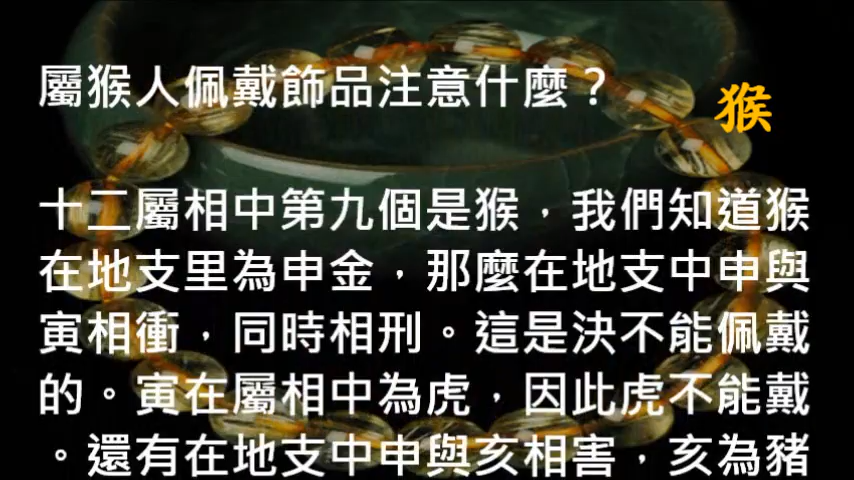 屬猴人佩戴飾品注意什麼？
猴
十二屬相中第九個是猴，我們知道猴
在地支里為申金，那麼在地支中申與
寅相衝，同時相刑。這是決不能佩戴
的。寅在屬相中為虎，因此虎不能戴
。還有在地支中申與亥相害，亥為豬